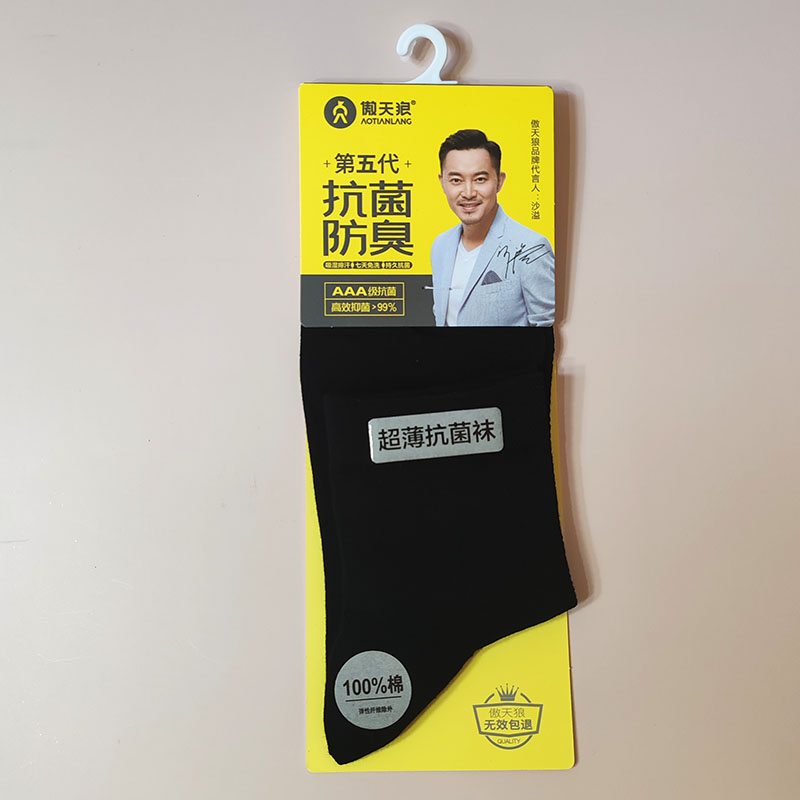 傲天狼®
AOTIANLANG
+第五代+
抗菌
防臭
吸湿排汗 七天免洗 持久抗菌
AAA级抗菌
高效抑菌>99%
傲天狼品牌代言人：沙溢
超薄抗菌袜
100%棉
弹性纤维除外
傲天狼
无效包退
QUALITY